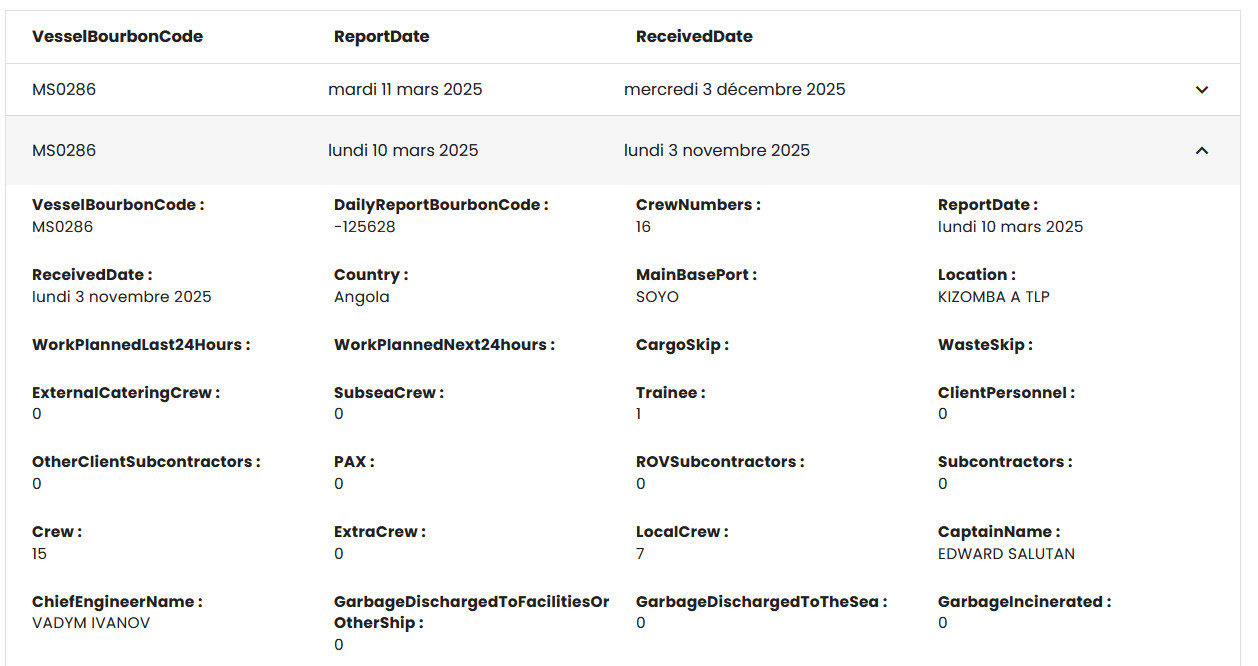 VesselBourbonCode ReportDate ReceivedDate
MS0286 mardi 11 mars 2025 mercredi 3 décembre 2025
MS0286 lundi 10 mars 2025 lundi 3 novembre 2025
VesselBourbonCode : DailyReportBourbonCode : CrewNumbers : ReportDate :
MS0286 -125628 16 lundi 10 mars 2025
ReceivedDate : Country : MainBasePort : Location :
lundi 3 novembre 2025 Angola SOYO KIZOMBA A TLP
WorkPlannedLast24Hours : WorkPlannedNext24hours : CargoSkip : WasteSkip :
ExternalCateringCrew : SubseaCrew : Trainee : ClientPersonnel :
0 0 1 0
OtherClientSubcontractors : PAX : ROVSubcontractors : Subcontractors :
0 0 0 0
Crew : ExtraCrew : LocalCrew : CaptainName :
15 0 7 EDWARD SALUTAN
ChiefEngineerName : GarbageDischargedToFacilitiesOr GarbageDischargedToTheSea : GarbageIncinerated :
VADYM IVANOV OtherShip : 0 0
0